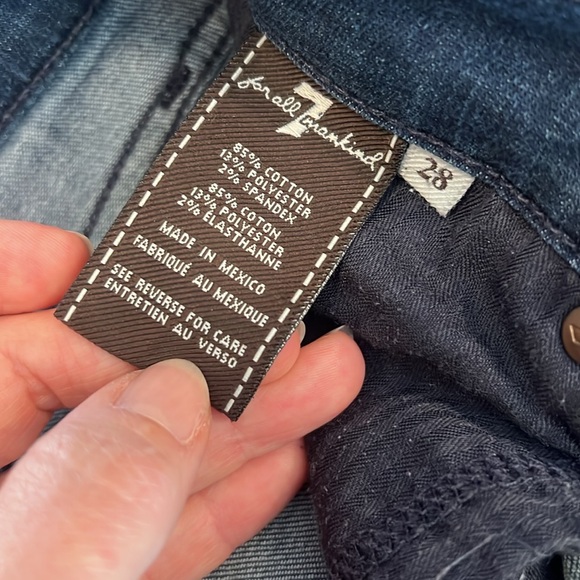 7
for all mankind
28
85% COTTON
13% POLYESTER
2% SPANDEX
85% COTON
13% POLYESTER
2% ÉLASTHANNE
MADE IN MEXICO
FABRIQUÉ AU MEXIQUE
SEE REVERSE FOR CARE
ENTRETIEN AU VERSO